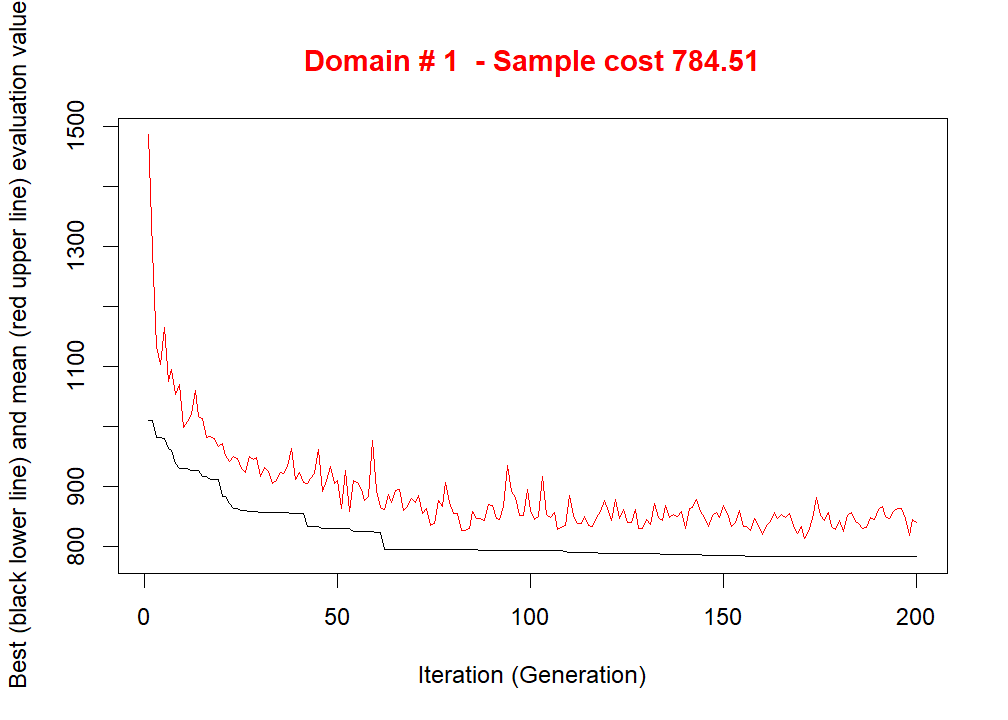 Domain # 1  - Sample cost 784.51
Best (black lower line) and mean (red upper line) evaluation value
1500
1300
1100
900
800
0 50 100 150 200
Iteration (Generation)